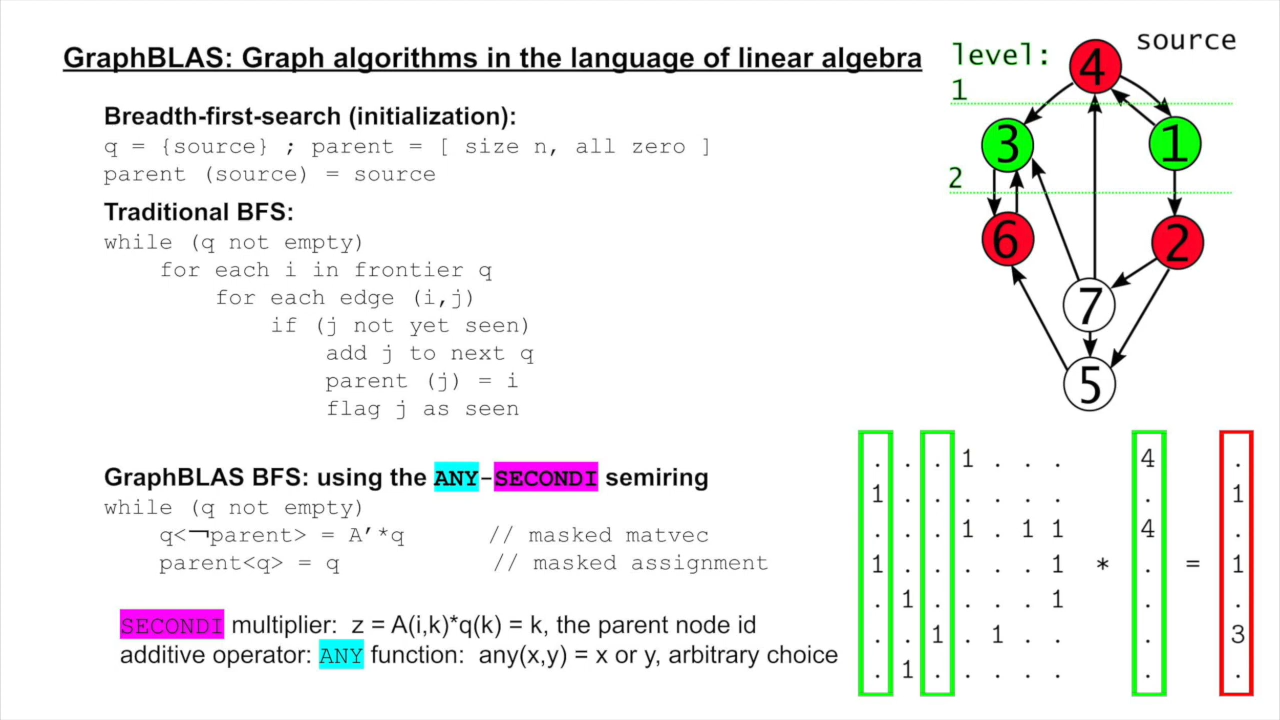 GraphBLAS: Graph algorithms in the language of linear algebra
Breadth-first-search (initialization):
q = {source} ; parent = [ size n, all zero ]
parent (source) = source
Traditional BFS:
while (q not empty)
for each i in frontier q
for each edge (i,j)
if (j not yet seen)
add j to next q
parent (j) = i
flag j as seen
GraphBLAS BFS: using the ANY-SECONDI semiring
while (q not empty)
q<¬parent> = A’*q // masked matvec
parent<q> = q // masked assignment
SECONDI multiplier: z = A(i,k)*q(k) = k, the parent node id
additive operator: ANY function: any(x,y) = x or y, arbitrary choice
level:
source
4
1
3
1
2
6
2
7
5
. . . 1 . . . 4 .
1 . . . . . . . 1
. . . 1 . 1 1 4 .
1 . . . . . 1 * . = 1
. 1 . . . . 1 . .
. . 1 . 1 . . . 3
. 1 . . . . . . .